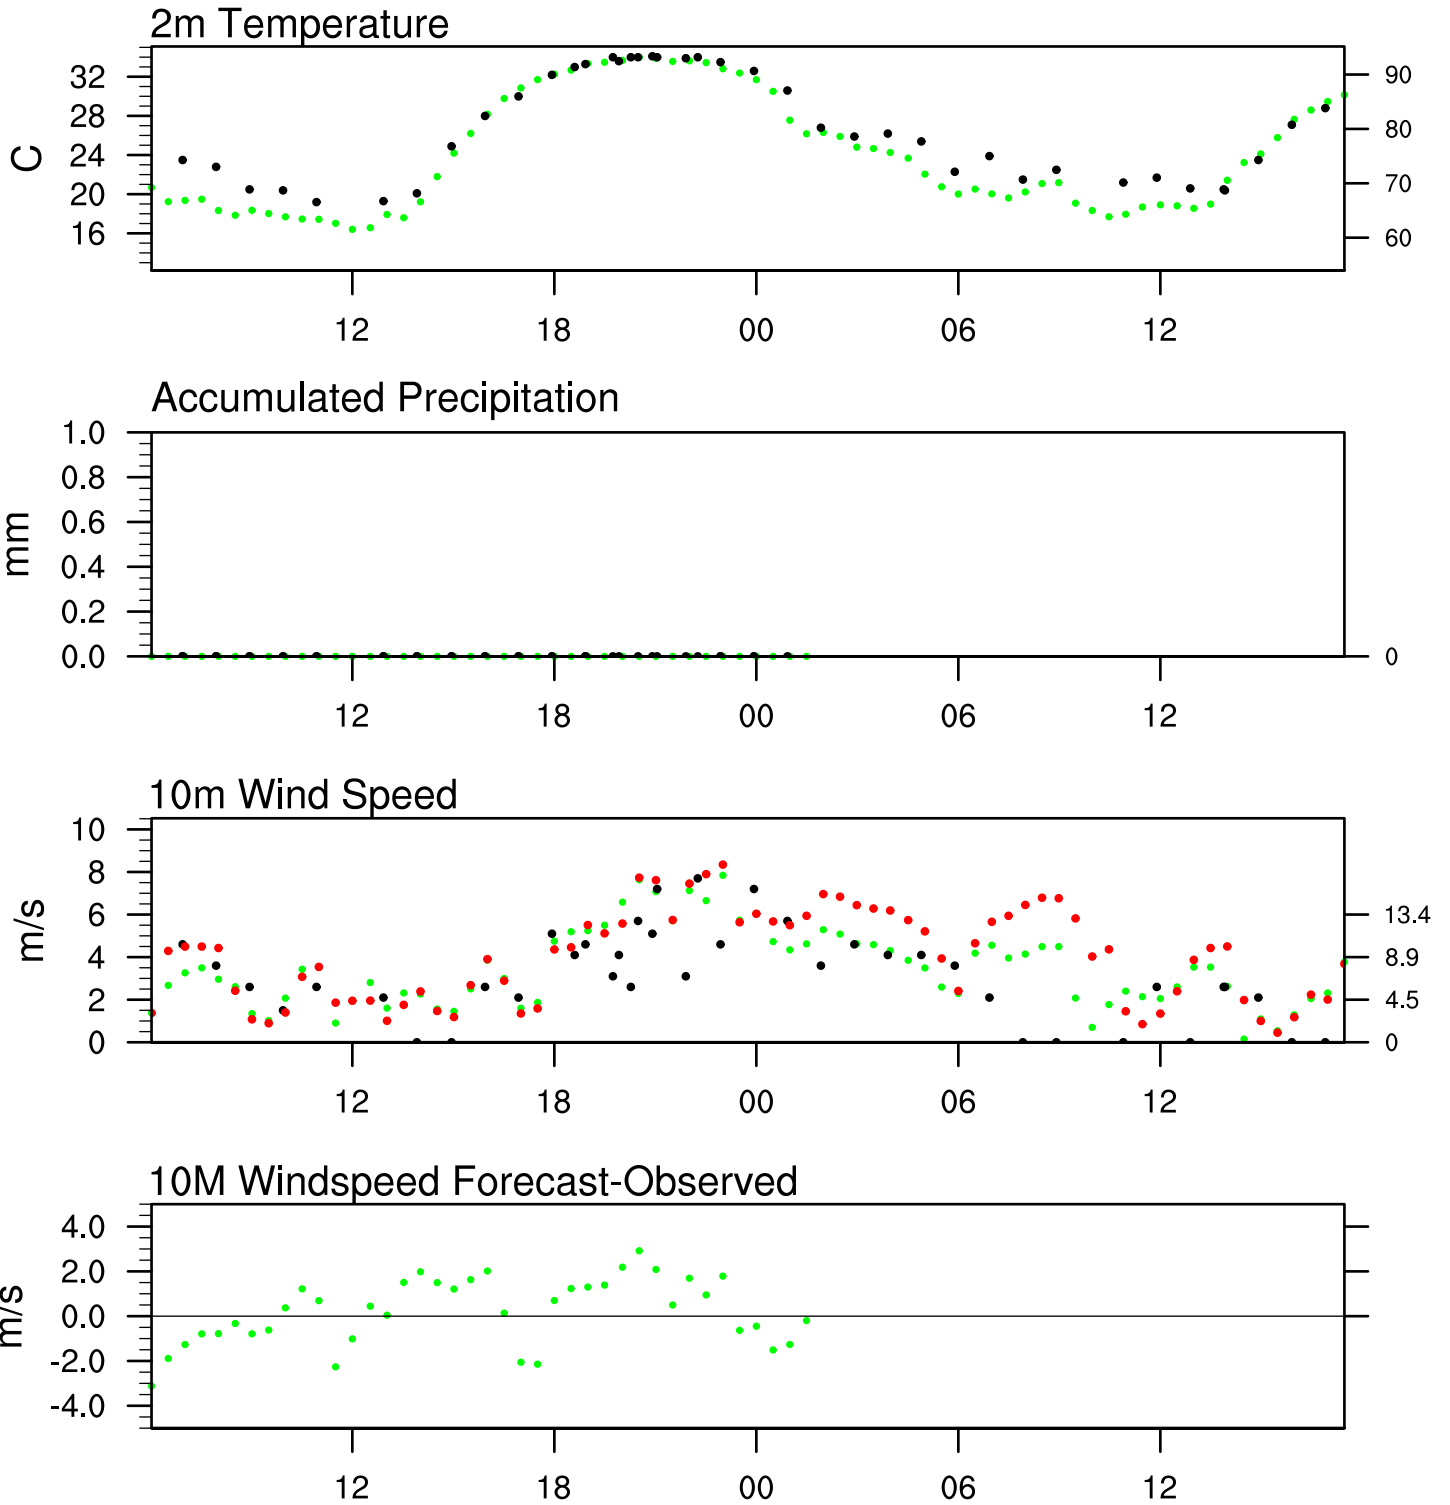 2m Temperature
32
28
24
20
16
C
90
80
70
60
12 18 00 06 12
Accumulated Precipitation
1.0
0.8
0.6
0.4
0.2
0.0
mm
0
12 18 00 06 12
10m Wind Speed
10
8
6
4
2
0
m/s
13.4
8.9
4.5
0
12 18 00 06 12
10M Windspeed Forecast-Observed
4.0
2.0
0.0
-2.0
-4.0
m/s
12 18 00 06 12